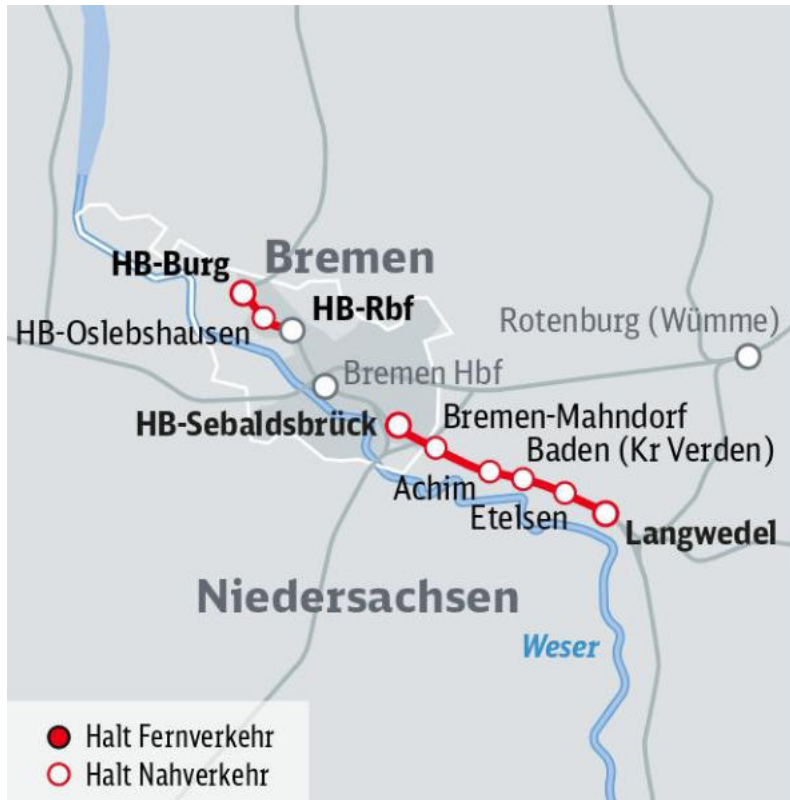 Bremen
HB-Burg
HB-Rbf
HB-Oslebshausen
Rotenburg (Wümme)
Bremen Hbf
HB-Sebaldsbrück
Bremen-Mahndorf
Baden (Kr Verden)
Achim
Etelsen
Langwedel
Niedersachsen
Weser
Halt Fernverkehr
Halt Nahverkehr